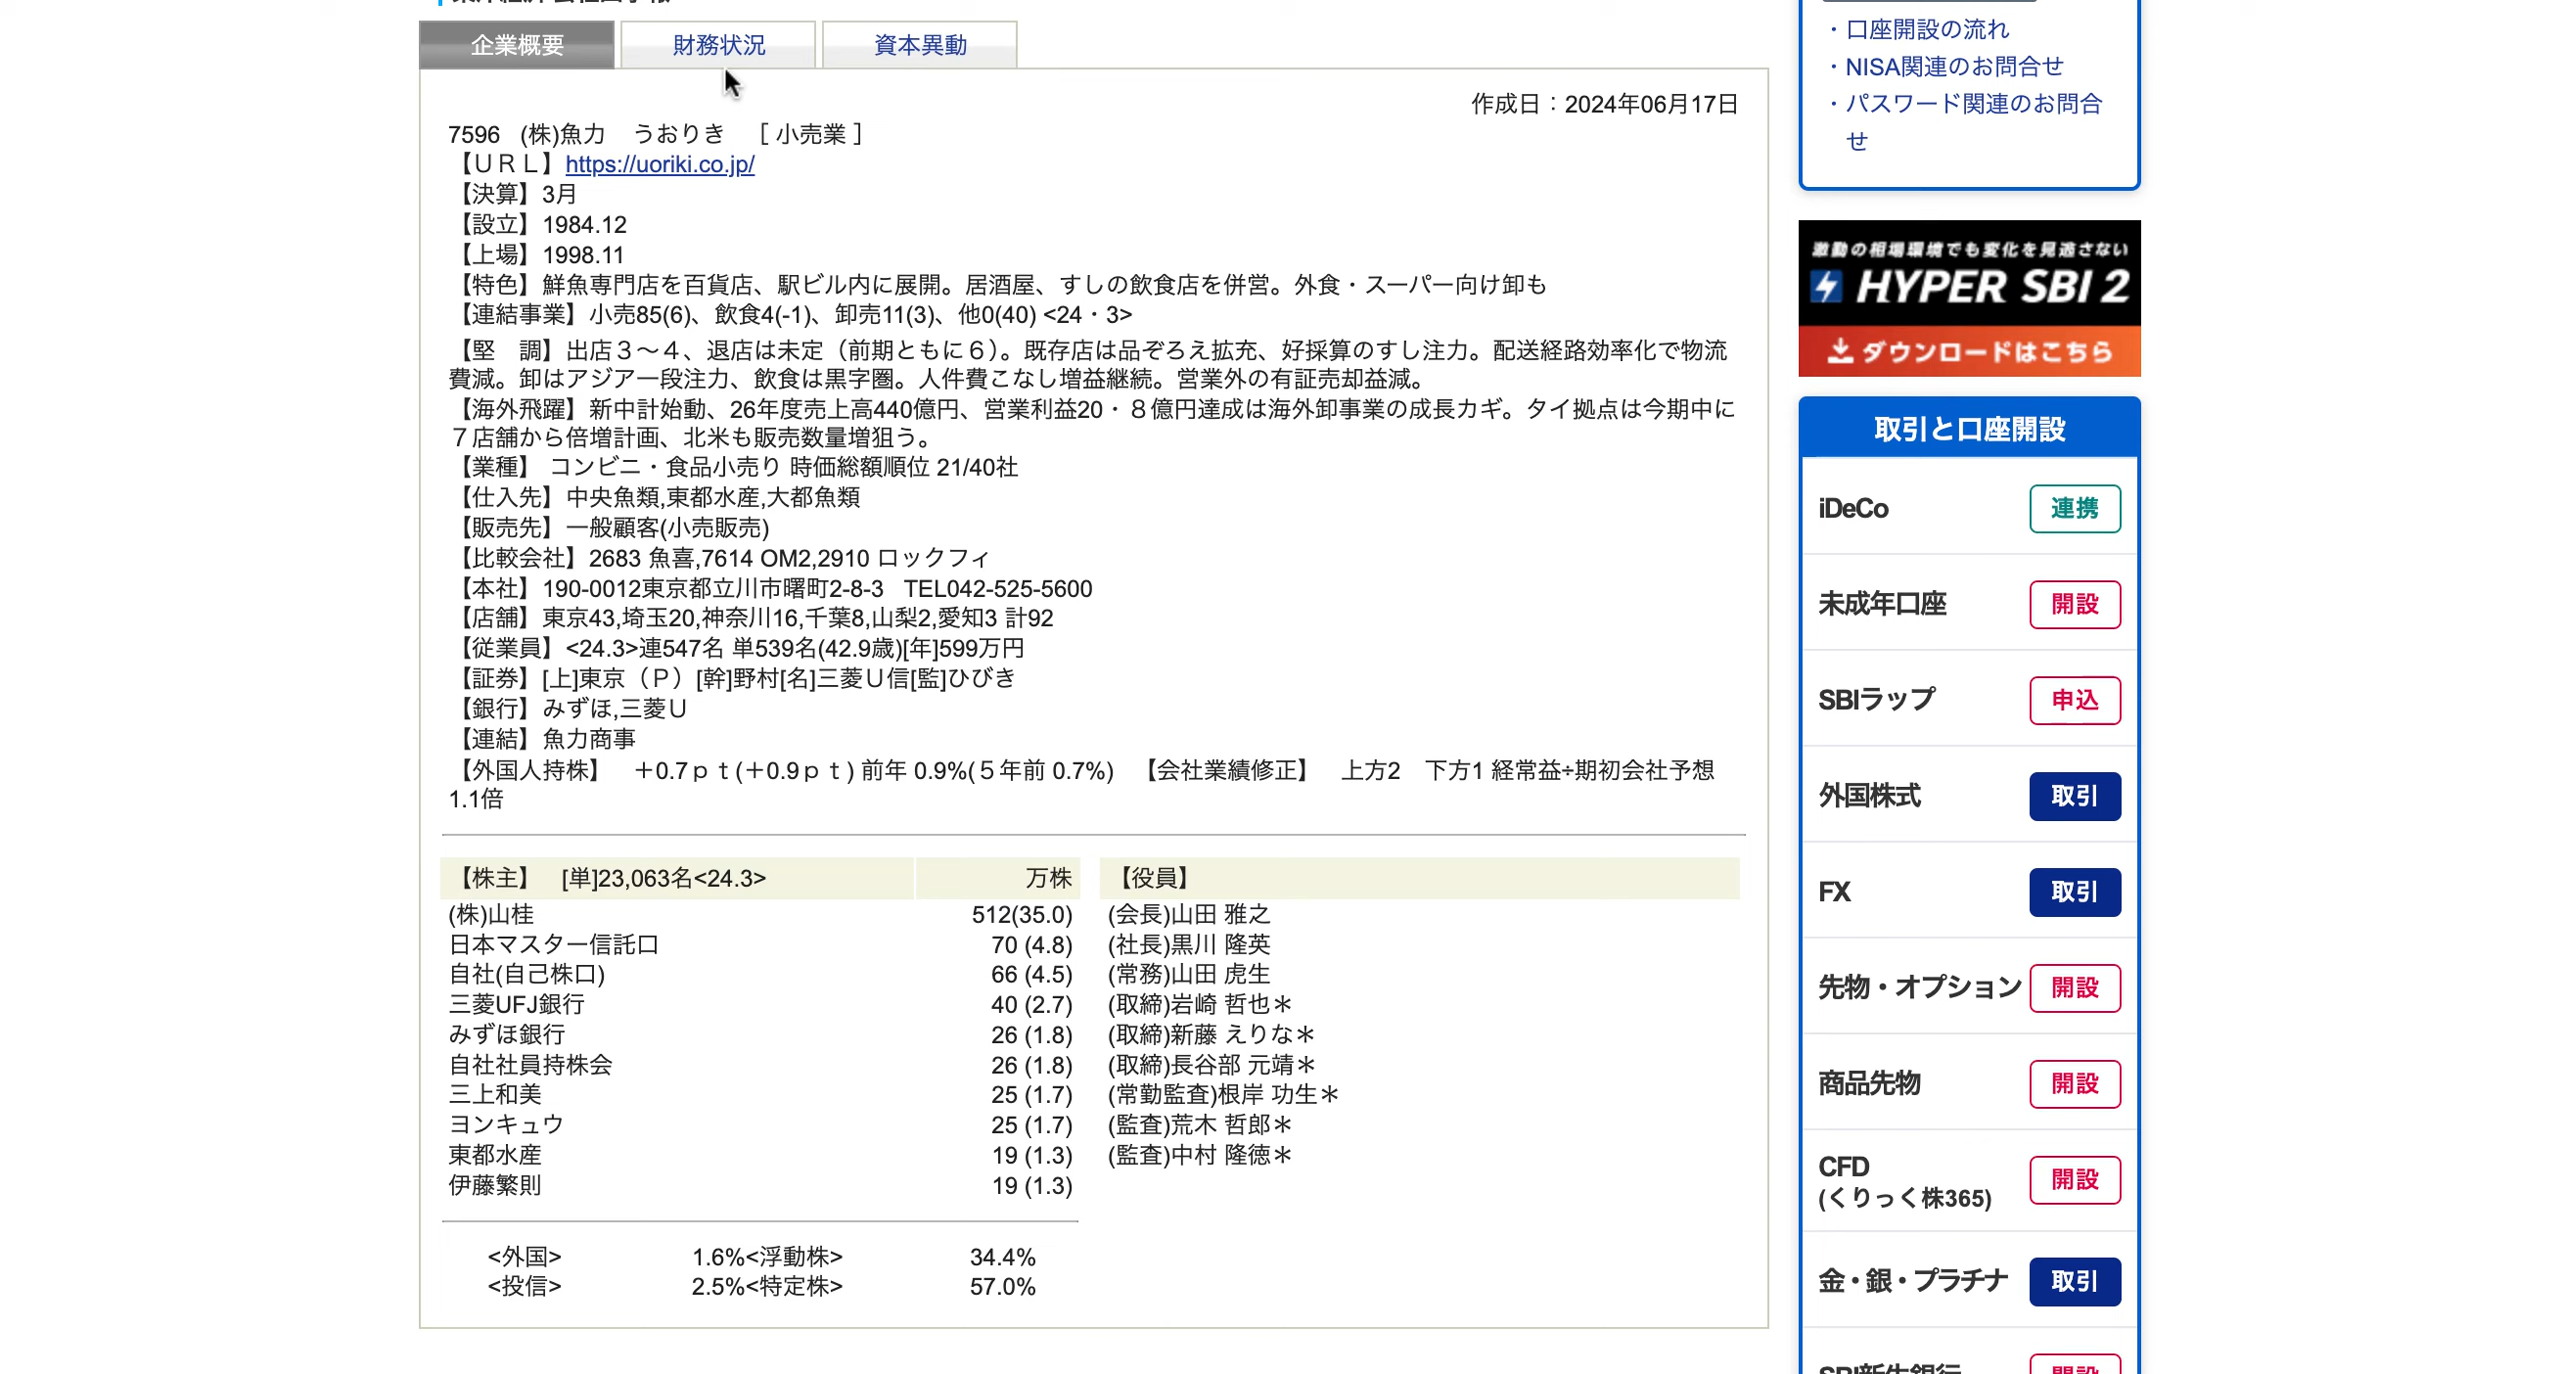 企業概要
財務状況
資本異動
作成日：2024年06月17日
7596 (株)魚力 うおりき ［ 小売業 ］
【ＵＲＬ】https://uoriki.co.jp/
【決算】3月
【設立】1984.12
【上場】1998.11
【特色】鮮魚専門店を百貨店、駅ビル内に展開。居酒屋、すしの飲食店を併営。外食・スーパー向け卸も
【連結事業】小売85(6)、飲食4(-1)、卸売11(3)、他0(40) <24・3>
【堅　調】出店３～４、退店は未定（前期ともに６）。既存店は品ぞろえ拡充、好採算のすし注力。配送経路効率化で物流
費減。卸はアジア一段注力、飲食は黒字圏。人件費こなし増益継続。営業外の有証売却益減。
【海外飛躍】新中計始動、26年度売上高440億円、営業利益20・８億円達成は海外卸事業の成長カギ。タイ拠点は今期中に
７店舗から倍増計画、北米も販売数量増狙う。
【業種】 コンビニ・食品小売り 時価総額順位 21/40社
【仕入先】中央魚類,東都水産,大都魚類
【販売先】一般顧客(小売販売)
【比較会社】2683 魚喜,7614 OM2,2910 ロックフィ
【本社】190-0012東京都立川市曙町2-8-3 TEL042-525-5600
【店舗】東京43,埼玉20,神奈川16,千葉8,山梨2,愛知3 計92
【従業員】<24.3>連547名 単539名(42.9歳)[年]599万円
【証券】[上]東京（Ｐ）[幹]野村[名]三菱Ｕ信[監]ひびき
【銀行】みずほ,三菱Ｕ
【連結】魚力商事
【外国人持株】 ＋0.7ｐｔ(＋0.9ｐｔ) 前年 0.9%(５年前 0.7%) 【会社業績修正】 上方2 下方1 経常益÷期初会社予想
1.1倍
【株主】 [単]23,063名<24.3> 万株
(株)山桂 512(35.0)
日本マスター信託口 70 (4.8)
自社(自己株口) 66 (4.5)
三菱UFJ銀行 40 (2.7)
みずほ銀行 26 (1.8)
自社社員持株会 26 (1.8)
三上和美 25 (1.7)
ヨンキュウ 25 (1.7)
東都水産 19 (1.3)
伊藤繁則 19 (1.3)
<外国> 1.6%<浮動株> 34.4%
<投信> 2.5%<特定株> 57.0%
【役員】
(会長)山田 雅之
(社長)黒川 隆英
(常務)山田 虎生
(取締)岩崎 哲也＊
(取締)新藤 えりな＊
(取締)長谷部 元靖＊
(常勤監査)根岸 功生＊
(監査)荒木 哲郎＊
(監査)中村 隆徳＊
・口座開設の流れ
・NISA関連のお問合せ
・パスワード関連のお問合
せ
激動の相場環境でも変化を見逃さない
HYPER SBI 2
ダウンロードはこちら
取引と口座開設
iDeCo 連携
未成年口座 開設
SBIラップ 申込
外国株式 取引
FX 取引
先物・オプション 開設
商品先物 開設
CFD
(くりっく株365) 開設
金・銀・プラチナ 取引